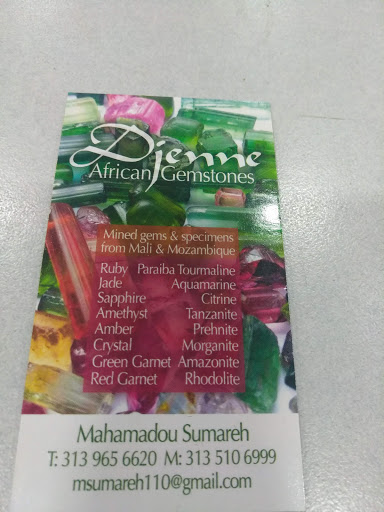 Djenne
African Gemstones
Mined gems & specimens
from Mali & Mozambique
Ruby Paraiba Tourmaline
Jade Aquamarine
Sapphire Citrine
Amethyst Tanzanite
Amber Prehnite
Crystal Morganite
Green Garnet Amazonite
Red Garnet Rhodolite
Mahamadou Sumareh
T: 313 965 6620 M: 313 510 6999
msumareh110@gmail.com